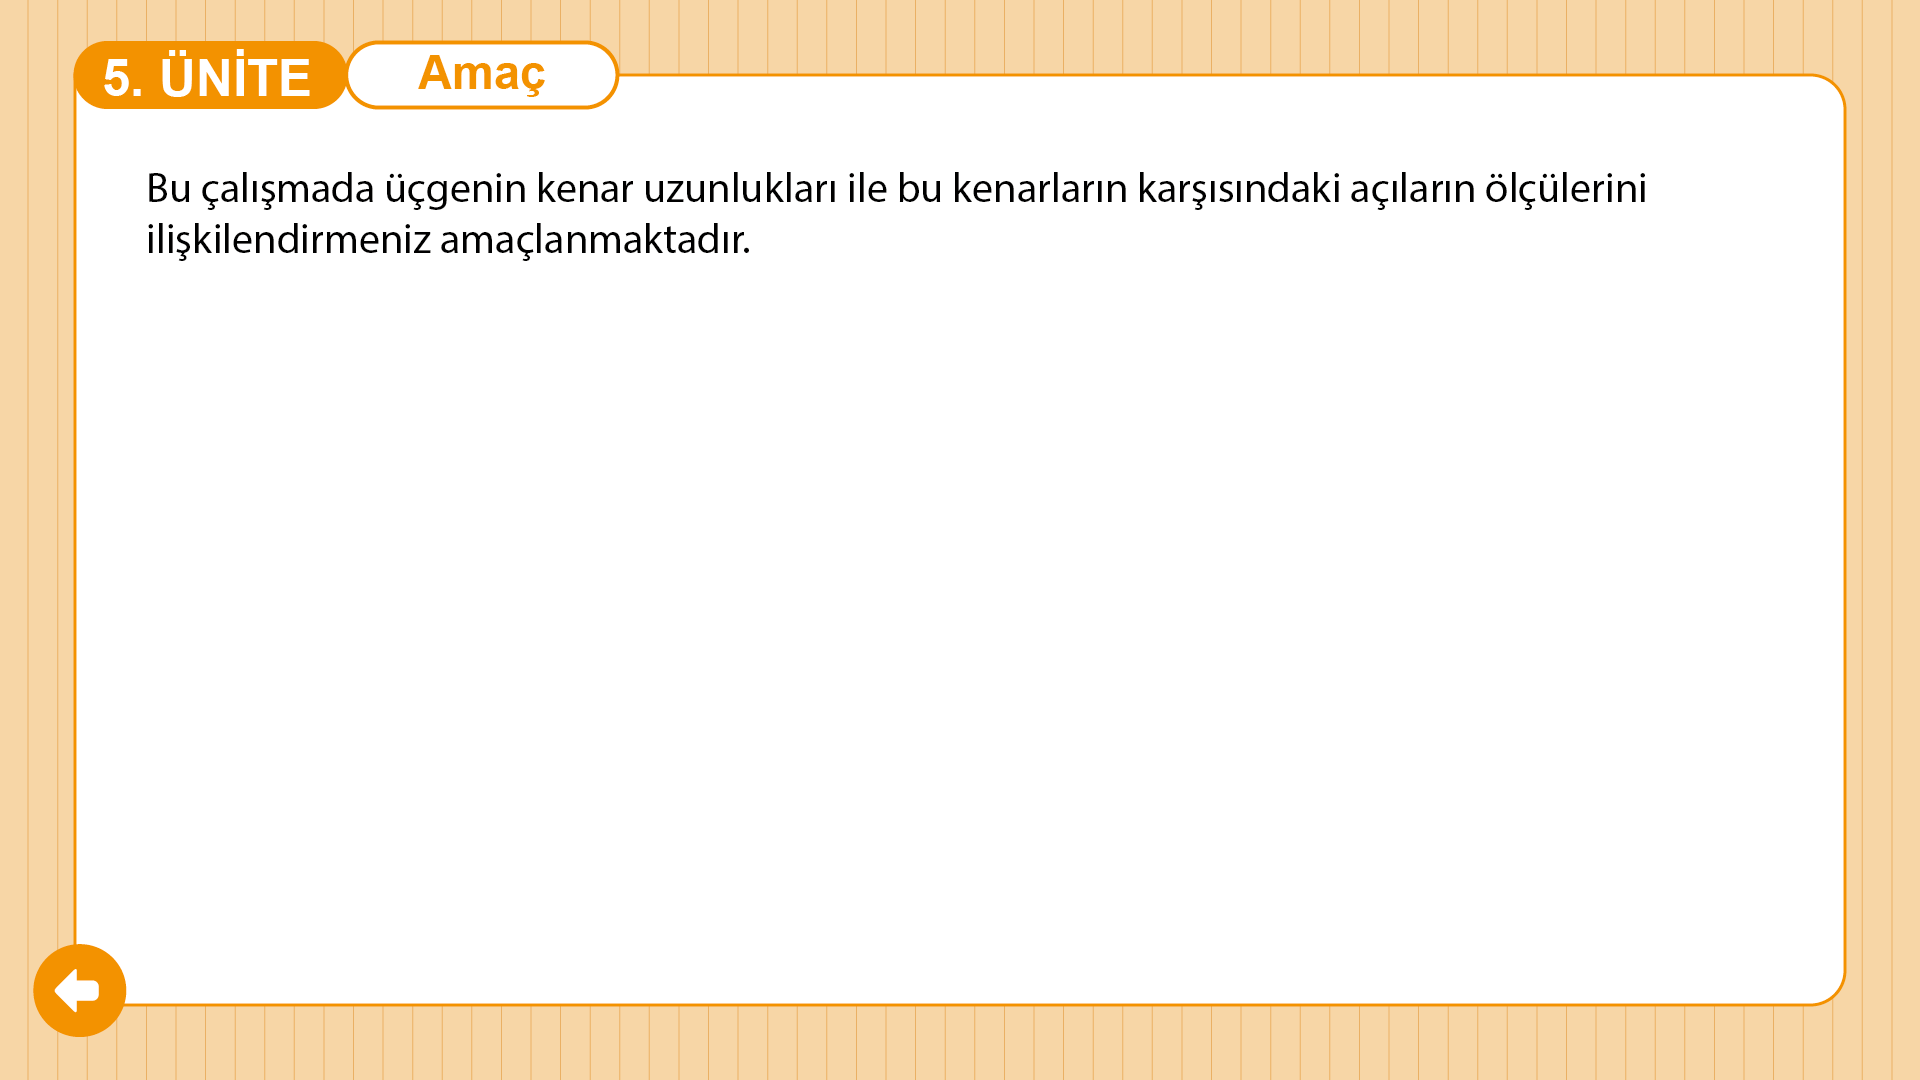 5. ÜNİTE
Amaç
Bu çalışmada üçgenin kenar uzunlukları ile bu kenarların karşısındaki açıların ölçülerini
ilişkilendirmeniz amaçlanmaktadır.